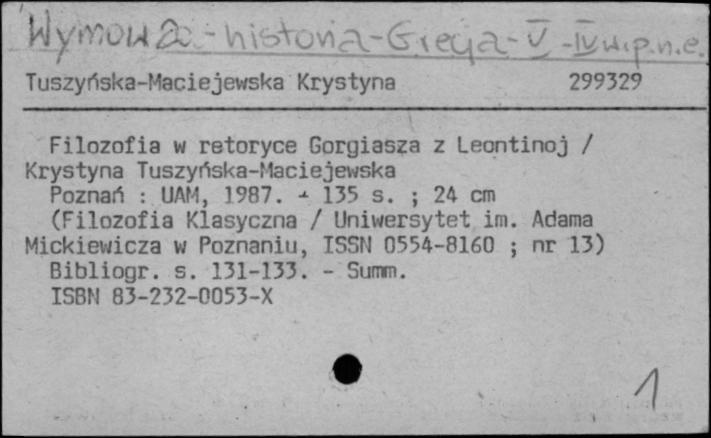 Wymowa - historia - Grecja - V - IV w. p.n.e.
Tuszyńska-Maciejewska Krystyna 299329
Filozofia w retoryce Gorgiasza z Leontinoj /
Krystyna Tuszyńska-Maciejewska
Poznań : UAM, 1987. - 135 s. ; 24 cm
(Filozofia Klasyczna / Uniwersytet im. Adama
Mickiewicza w Poznaniu, ISSN 0554-8160 ; nr 13)
Bibliogr. s. 131-133. - Summ.
ISBN 83-232-0053-X
1